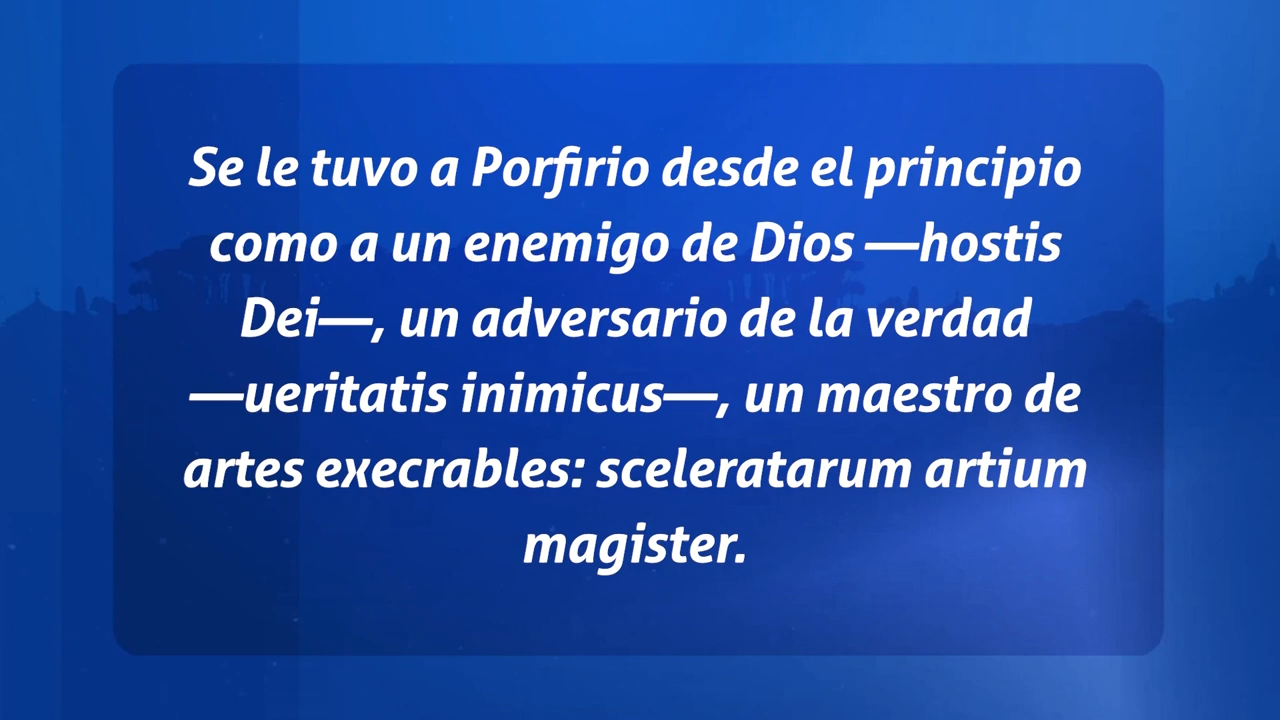 Se le tuvo a Porfirio desde el principio
como a un enemigo de Dios —hostis
Dei—, un adversario de la verdad
—ueritatis inimicus—, un maestro de
artes execrables: sceleratarum artium
magister.